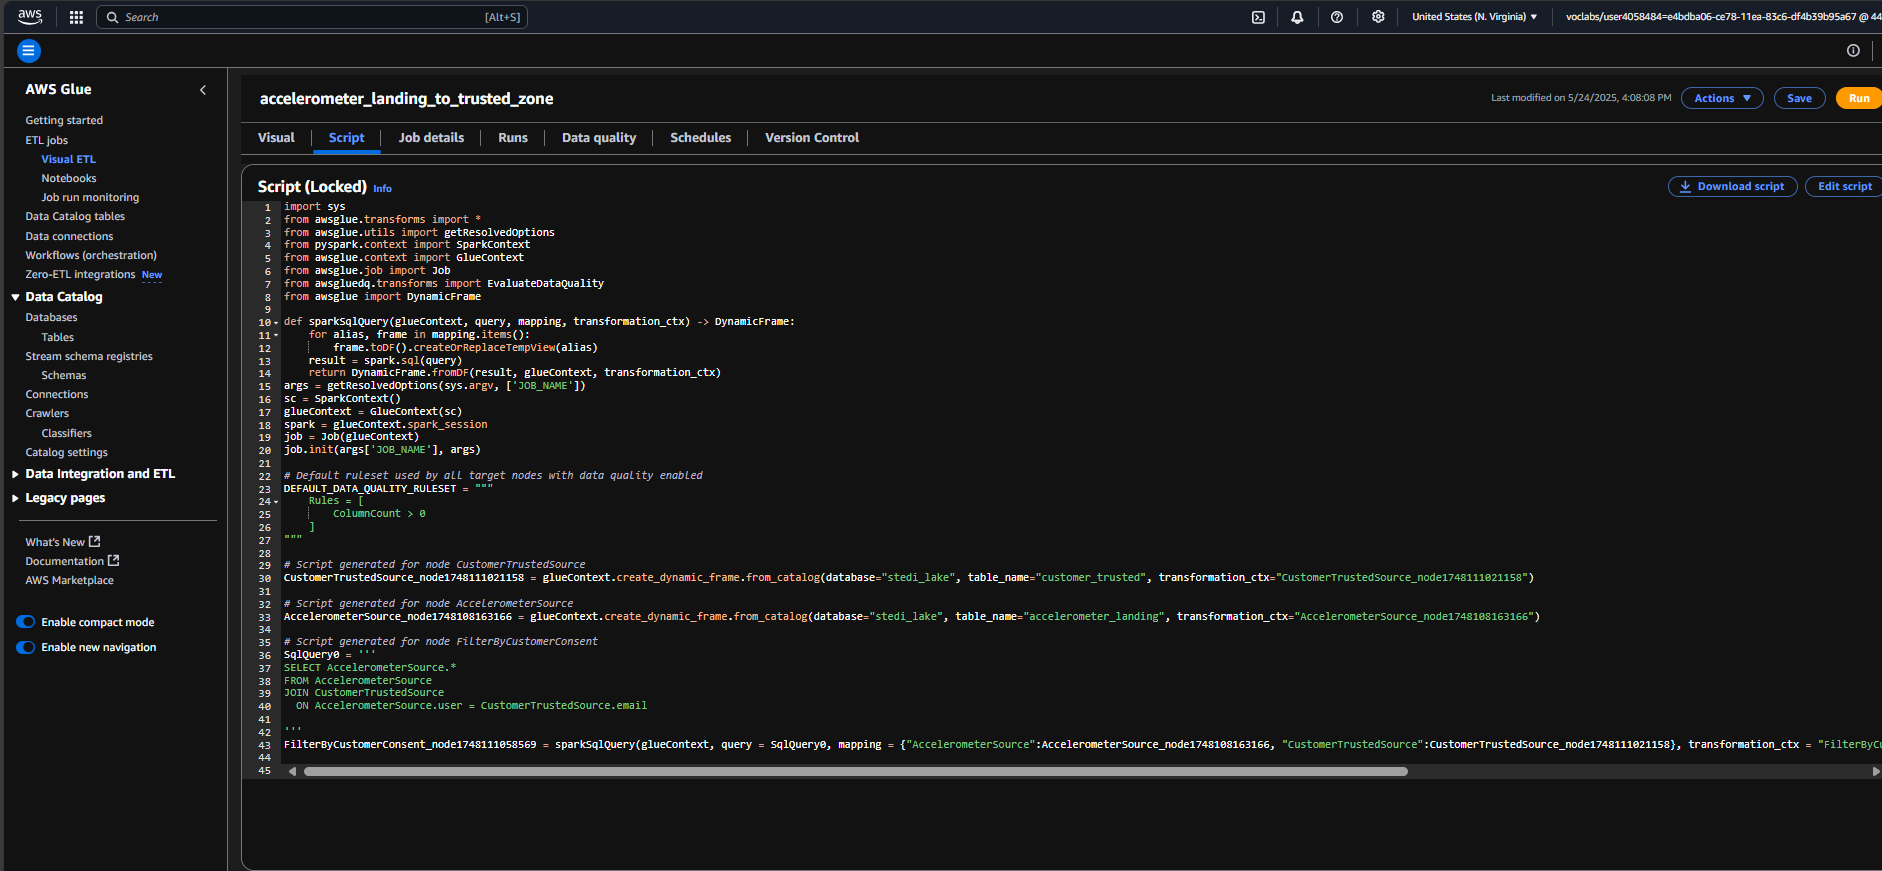 aws
Search
[Alt+S]
United States (N. Virginia)
voclabs/user4058484=e4bdba06-ce78-11ea-83c6-df4b39b95a67 @ 44
AWS Glue
Getting started
ETL jobs
Visual ETL
Notebooks
Job run monitoring
Data Catalog tables
Data connections
Workflows (orchestration)
Zero-ETL integrations New
Data Catalog
Databases
Tables
Stream schema registries
Schemas
Connections
Crawlers
Classifiers
Catalog settings
Data Integration and ETL
Legacy pages
What's New
Documentation
AWS Marketplace
Enable compact mode
Enable new navigation
accelerometer_landing_to_trusted_zone
Last modified on 5/24/2025, 4:08:08 PM
Actions
Save
Run
Visual
Script
Job details
Runs
Data quality
Schedules
Version Control
Script (Locked) Info
Download script
Edit script
1 import sys
2 from awsglue.transforms import *
3 from awsglue.utils import getResolvedOptions
4 from pyspark.context import SparkContext
5 from awsglue.context import GlueContext
6 from awsglue.job import Job
7 from awsgluedq.transforms import EvaluateDataQuality
8 from awsglue import DynamicFrame
9
10 def sparkSqlQuery(glueContext, query, mapping, transformation_ctx) -> DynamicFrame:
11 for alias, frame in mapping.items():
12 frame.toDF().createOrReplaceTempView(alias)
13 result = spark.sql(query)
14 return DynamicFrame.fromDF(result, glueContext, transformation_ctx)
15 args = getResolvedOptions(sys.argv, ['JOB_NAME'])
16 sc = SparkContext()
17 glueContext = GlueContext(sc)
18 spark = glueContext.spark_session
19 job = Job(glueContext)
20 job.init(args['JOB_NAME'], args)
21
22 # Default ruleset used by all target nodes with data quality enabled
23 DEFAULT_DATA_QUALITY_RULESET = """
24 Rules = [
25 ColumnCount > 0
26 ]
27 """
28
29 # Script generated for node CustomerTrustedSource
30 CustomerTrustedSource_node1748111021158 = glueContext.create_dynamic_frame.from_catalog(database="stedi_lake", table_name="customer_trusted", transformation_ctx="CustomerTrustedSource_node1748111021158")
31
32 # Script generated for node AccelerometerSource
33 AccelerometerSource_node1748108163166 = glueContext.create_dynamic_frame.from_catalog(database="stedi_lake", table_name="accelerometer_landing", transformation_ctx="AccelerometerSource_node1748108163166")
34
35 # Script generated for node FilterByCustomerConsent
36 SqlQuery0 = '''
37 SELECT AccelerometerSource.*
38 FROM AccelerometerSource
39 JOIN CustomerTrustedSource
40 ON AccelerometerSource.user = CustomerTrustedSource.email
41
42 '''
43 FilterByCustomerConsent_node1748111058569 = sparkSqlQuery(glueContext, query = SqlQuery0, mapping = {"AccelerometerSource":AccelerometerSource_node1748108163166, "CustomerTrustedSource":CustomerTrustedSource_node1748111021158}, transformation_ctx = "FilterByCu
44
45